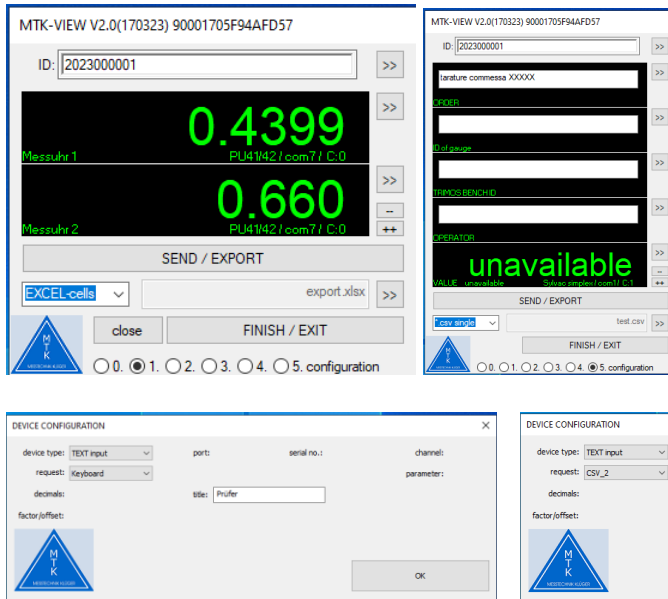 MTK-VIEW V2.0(170323) 90001705F94AFD57
ID: 2023000001 >>
>>
0.4399
Messuhr 1 PU41/42 / com7 / C:0
>>
0.660
--
Messuhr 2 PU41/42 / com7 / C:0 ++
SEND / EXPORT
EXCEL-cells export.xlsx >>
MTK
close FINISH / EXIT
0. 1. 2. 3. 4. 5. configuration
MTK-VIEW V2.0(170323) 90001705F94AFD57
ID: 2023000001 >>
tarature commessa XXXXX >>
ORDER
>>
ID of gauge
>>
TRIMOS BENCH ID
>>
OPERATOR
>>
unavailable
--
VALUE unavailable Sylvac simplex / com1 / C:1 ++
SEND / EXPORT
*.csv single test.csv >>
MTK
FINISH / EXIT
0. 1. 2. 3. 4. 5. configuration
DEVICE CONFIGURATION
device type: TEXT input port: serial no.: channel:
request: Keyboard parameter:
decimals: title: Prüfer
factor/offset:
MTK
MESSTECHNIK KLÜGER
OK
DEVICE CONFIGURATION
device type: TEXT input
request: CSV_2
decimals:
factor/offset:
MTK
MESSTECHNIK KLÜGER